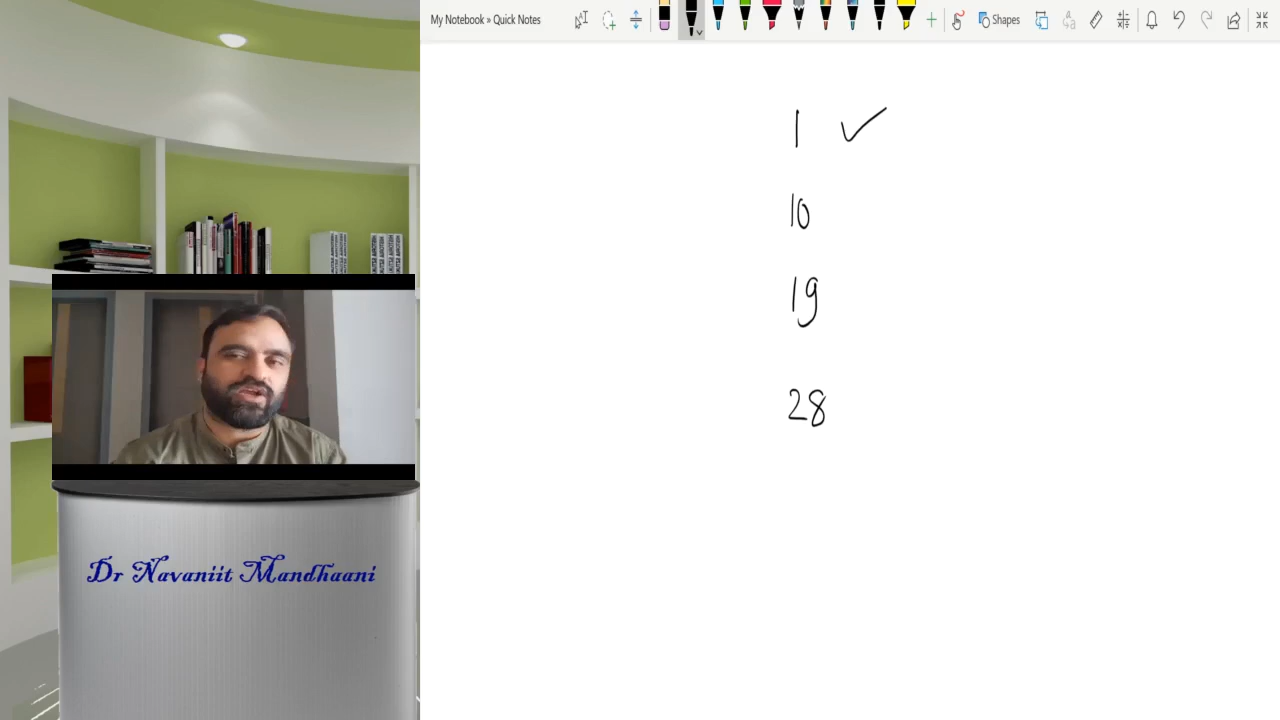 My Notebook » Quick Notes
Shapes
1 ✓
10
19
28
Dr Navaniit Mandhaani